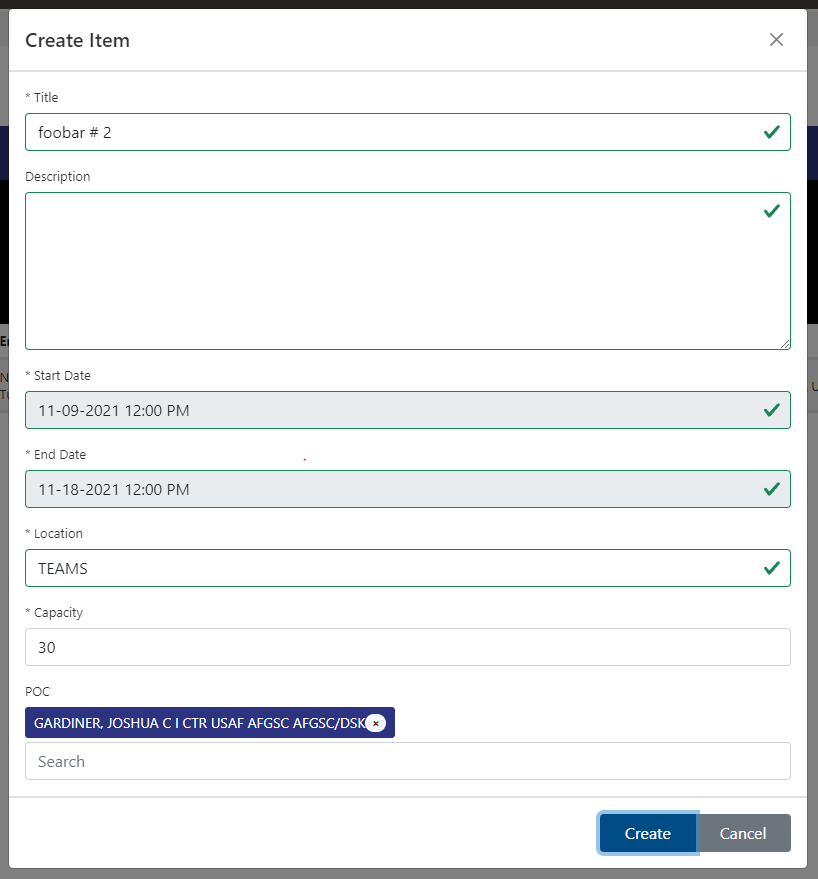 Create Item
* Title
foobar # 2
Description
* Start Date
11-09-2021 12:00 PM
* End Date
11-18-2021 12:00 PM
* Location
TEAMS
* Capacity
30
POC
GARDINER, JOSHUA C I CTR USAF AFGSC AFGSC/DSK
Search
Create Cancel